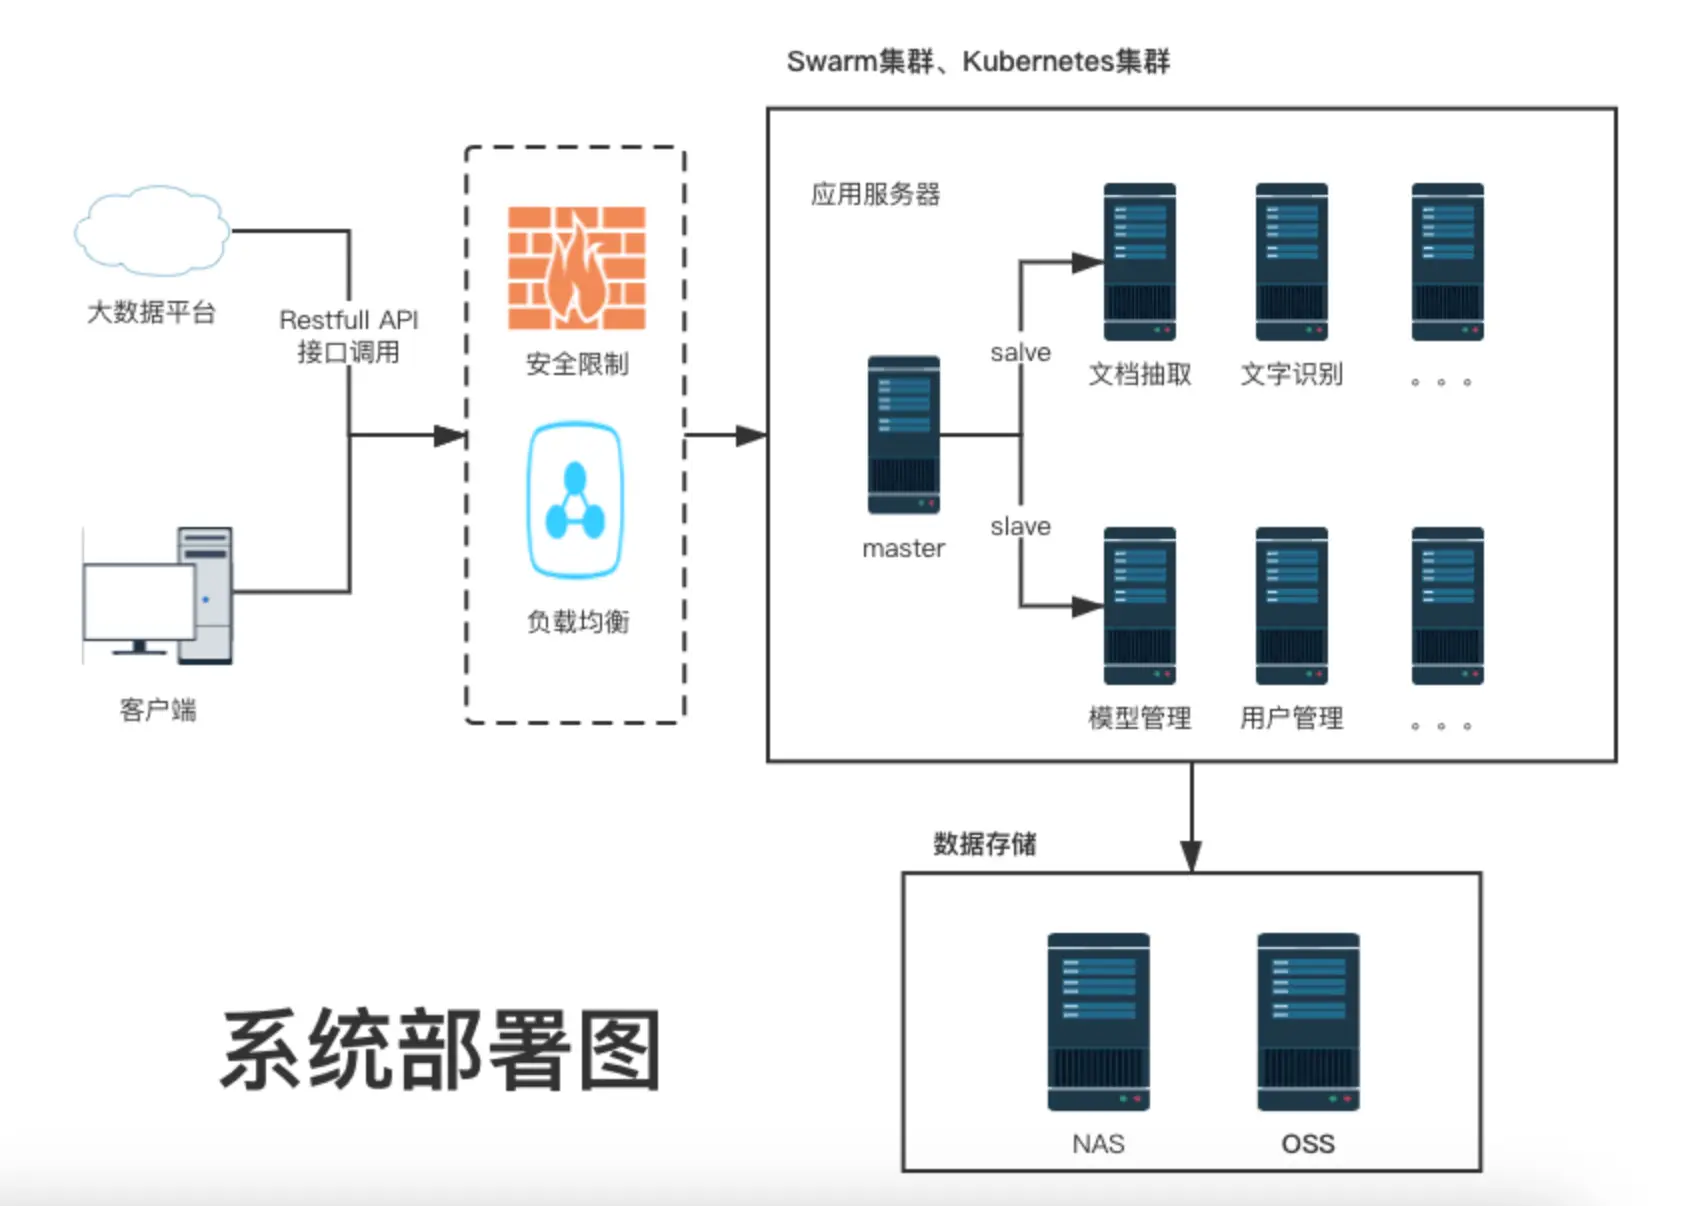 Swarm集群、Kubernetes集群
应用服务器
大数据平台
Restfull API
接口调用
安全限制
salve
文档抽取
文字识别
。。。
master
slave
负载均衡
客户端
模型管理
用户管理
。。。
数据存储
系统部署图
NAS
OSS